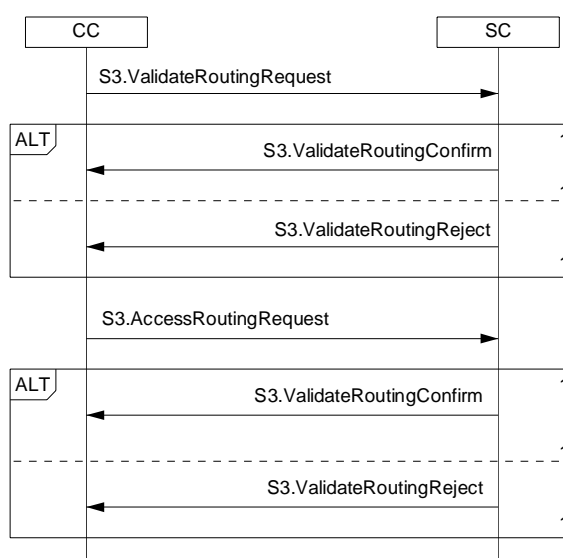 CC
SC
S3.ValidateRoutingRequest
ALT
S3.ValidateRoutingConfirm
S3.ValidateRoutingReject
S3.AccessRoutingRequest
ALT
S3.ValidateRoutingConfirm
S3.ValidateRoutingReject